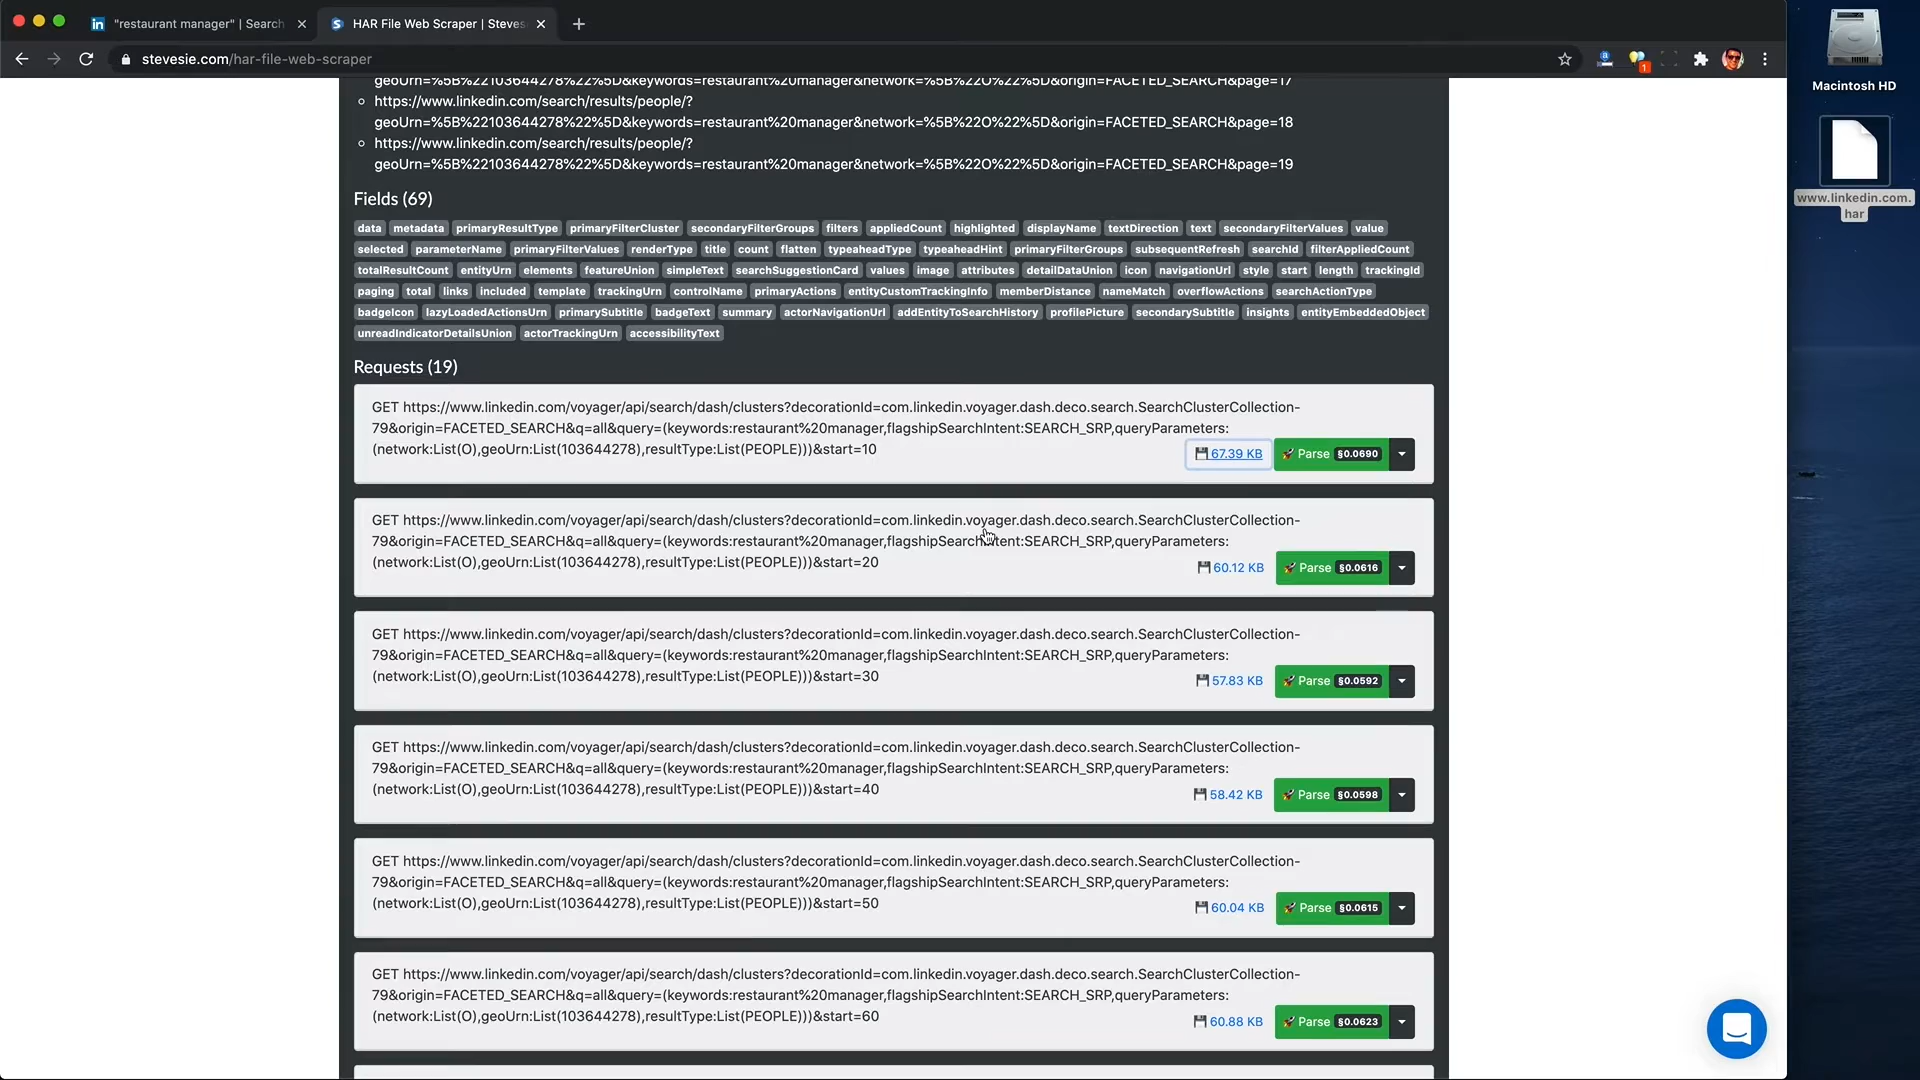 "restaurant manager" | Search
HAR File Web Scraper | Steves
stevesie.com/har-file-web-scraper
1
Macintosh HD
www.linkedin.com.
har
geoUrn=%5B%22103644278%22%5D&keywords=restaurant%20manager&network=%5B%22O%22%5D&origin=FACETED_SEARCH&page=17
https://www.linkedin.com/search/results/people/?
geoUrn=%5B%22103644278%22%5D&keywords=restaurant%20manager&network=%5B%22O%22%5D&origin=FACETED_SEARCH&page=18
https://www.linkedin.com/search/results/people/?
geoUrn=%5B%22103644278%22%5D&keywords=restaurant%20manager&network=%5B%22O%22%5D&origin=FACETED_SEARCH&page=19
Fields (69)
data metadata primaryResultType primaryFilterCluster secondaryFilterGroups filters appliedCount highlighted displayName textDirection text secondaryFilterValues value
selected parameterName primaryFilterValues renderType title count flatten typeaheadType typeaheadHint primaryFilterGroups subsequentRefresh searchId filterAppliedCount
totalResultCount entityUrn elements featureUnion simpleText searchSuggestionCard values image attributes detailDataUnion icon navigationUrl style start length trackingId
paging total links included template trackingUrn controlName primaryActions entityCustomTrackingInfo memberDistance nameMatch overflowActions searchActionType
badgeIcon lazyLoadedActionsUrn primarySubtitle badgeText summary actorNavigationUrl addEntityToSearchHistory profilePicture secondarySubtitle insights entityEmbeddedObject
unreadIndicatorDetailsUnion actorTrackingUrn accessibilityText
Requests (19)
GET https://www.linkedin.com/voyager/api/search/dash/clusters?decorationId=com.linkedin.voyager.dash.deco.search.SearchClusterCollection-
79&origin=FACETED_SEARCH&q=all&query=(keywords:restaurant%20manager,flagshipSearchIntent:SEARCH_SRP,queryParameters:
(network:List(O),geoUrn:List(103644278),resultType:List(PEOPLE)))&start=10
67.39 KB Parse §0.0690
GET https://www.linkedin.com/voyager/api/search/dash/clusters?decorationId=com.linkedin.voyager.dash.deco.search.SearchClusterCollection-
79&origin=FACETED_SEARCH&q=all&query=(keywords:restaurant%20manager,flagshipSearchIntent:SEARCH_SRP,queryParameters:
(network:List(O),geoUrn:List(103644278),resultType:List(PEOPLE)))&start=20
60.12 KB Parse §0.0616
GET https://www.linkedin.com/voyager/api/search/dash/clusters?decorationId=com.linkedin.voyager.dash.deco.search.SearchClusterCollection-
79&origin=FACETED_SEARCH&q=all&query=(keywords:restaurant%20manager,flagshipSearchIntent:SEARCH_SRP,queryParameters:
(network:List(O),geoUrn:List(103644278),resultType:List(PEOPLE)))&start=30
57.83 KB Parse §0.0592
GET https://www.linkedin.com/voyager/api/search/dash/clusters?decorationId=com.linkedin.voyager.dash.deco.search.SearchClusterCollection-
79&origin=FACETED_SEARCH&q=all&query=(keywords:restaurant%20manager,flagshipSearchIntent:SEARCH_SRP,queryParameters:
(network:List(O),geoUrn:List(103644278),resultType:List(PEOPLE)))&start=40
58.42 KB Parse §0.0598
GET https://www.linkedin.com/voyager/api/search/dash/clusters?decorationId=com.linkedin.voyager.dash.deco.search.SearchClusterCollection-
79&origin=FACETED_SEARCH&q=all&query=(keywords:restaurant%20manager,flagshipSearchIntent:SEARCH_SRP,queryParameters:
(network:List(O),geoUrn:List(103644278),resultType:List(PEOPLE)))&start=50
60.04 KB Parse §0.0615
GET https://www.linkedin.com/voyager/api/search/dash/clusters?decorationId=com.linkedin.voyager.dash.deco.search.SearchClusterCollection-
79&origin=FACETED_SEARCH&q=all&query=(keywords:restaurant%20manager,flagshipSearchIntent:SEARCH_SRP,queryParameters:
(network:List(O),geoUrn:List(103644278),resultType:List(PEOPLE)))&start=60
60.88 KB Parse §0.0623